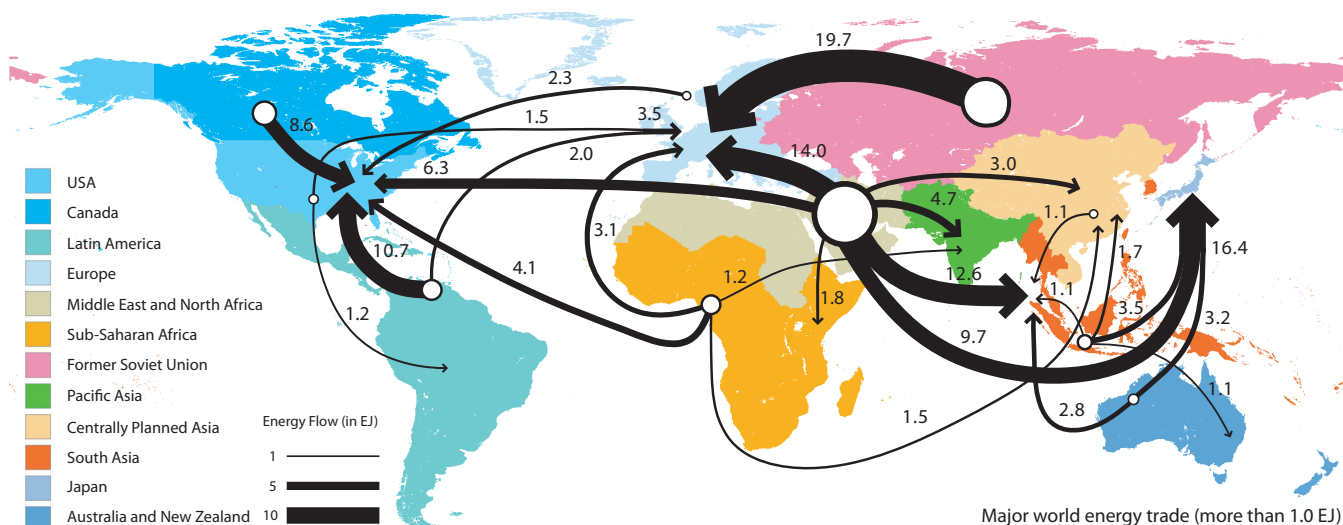 19.7
2.3
3.5
1.5
8.6
2.0
14.0
3.0
6.3
USA
4.7
1.1
Canada
3.1
16.4
Latin America
10.7
1.7
4.1
1.2
12.6
Europe
1.1
Middle East and North Africa
1.8
3.5
1.2
3.2
Sub-Saharan Africa
9.7
Former Soviet Union
Pacific Asia
1.1
2.8
1.5
Centrally Planned Asia
Energy Flow (in EJ)
South Asia
1
Japan
5
Australia and New Zealand
10
Major world energy trade (more than 1.0 EJ)